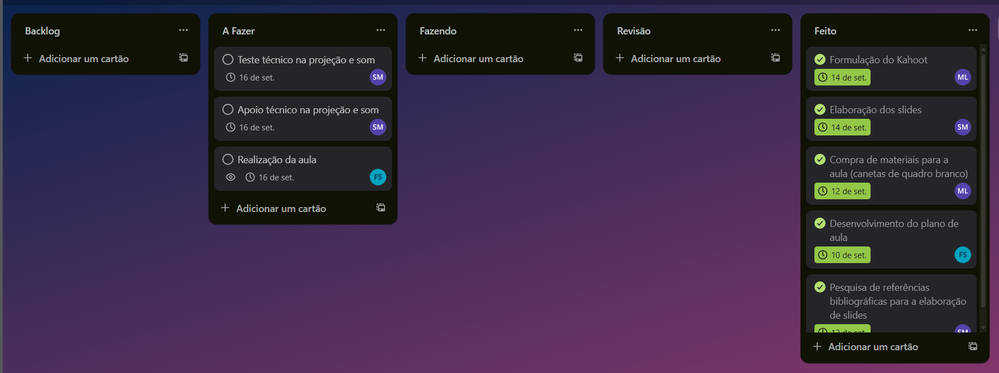 Backlog
Adicionar um cartão
A Fazer
Teste técnico na projeção e som
16 de set.
SM
Apoio técnico na projeção e som
16 de set.
SM
Realização da aula
16 de set.
FS
Adicionar um cartão
Fazendo
Adicionar um cartão
Revisão
Adicionar um cartão
Feito
Formulação do Kahoot
14 de set.
ML
Elaboração dos slides
14 de set.
SM
Compra de materiais para a
aula (canetas de quadro branco)
12 de set.
ML
Desenvolvimento do plano de
aula
10 de set.
FS
Pesquisa de referências
bibliográficas para a elaboração
de slides
de set.
SM
Adicionar um cartão